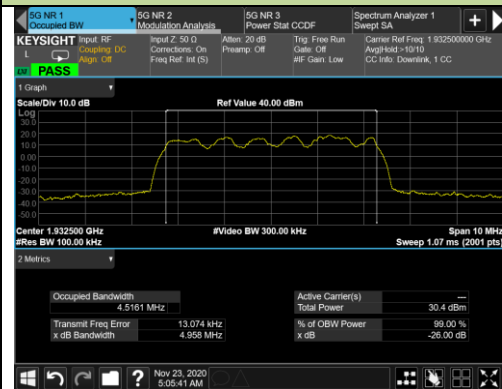 5G NR 1
Occupied BW
5G NR 2
Modulation Analysis
5G NR 3
Power Stat CCDF
Spectrum Analyzer 1
Swept SA
KEYSIGHT
L
PASS
Input: RF
Coupling: DC
Align: Off
Input Z: 50 Ω
Corrections: On
Freq Ref: Int (S)
Atten: 20 dB
Preamp: Off
Trig: Free Run
Gate: Off
#IF Gain: Low
Carrier Ref Freq: 1.932500000 GHz
Avg|Hold:>10/10
CC Info: Downlink, 1 CC
1 Graph
Scale/Div 10.0 dB
Ref Value 40.00 dBm
Log
30.0
20.0
10.0
0.00
-10.0
-20.0
-30.0
-40.0
-50.0
Center 1.932500 GHz
#Video BW 300.00 kHz
Span 10 MHz
#Res BW 100.00 kHz
Sweep 1.07 ms (2001 pts)
2 Metrics
Occupied Bandwidth
4.5161 MHz
Transmit Freq Error 13.074 kHz
x dB Bandwidth 4.958 MHz
Active Carrier(s) ---
Total Power 30.4 dBm
% of OBW Power 99.00 %
x dB -26.00 dB
?
Nov 23, 2020
5:05:41 AM